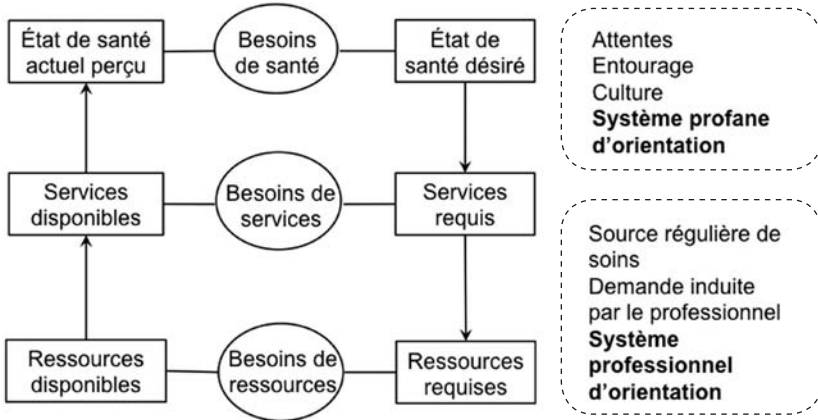 État de santé
actuel perçu
Besoins
de santé
État de
santé désiré
Attentes
Entourage
Culture
Système profane
d'orientation
Services
disponibles
Besoins de
services
Services
requis
Source régulière de
soins
Demande induite
par le professionnel
Système
professionnel
d'orientation
Ressources
disponibles
Besoins de
ressources
Ressources
requises